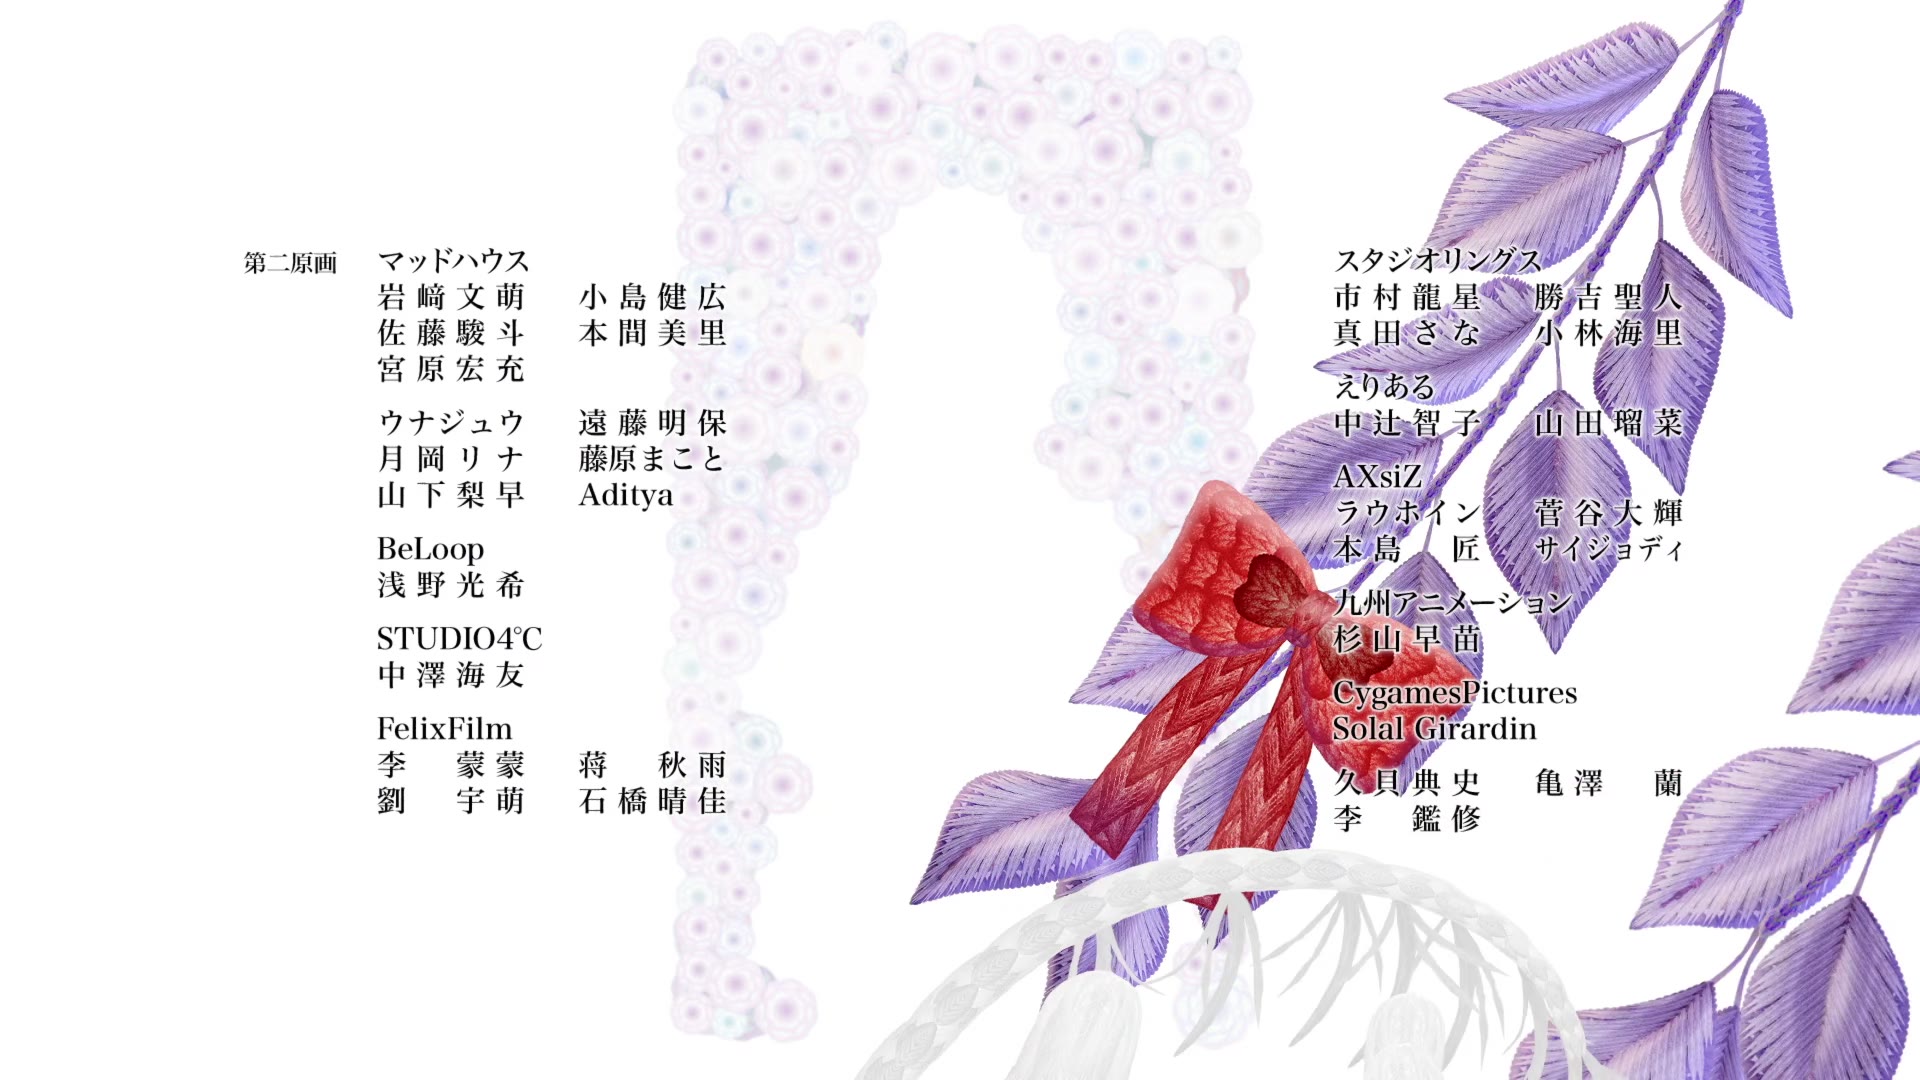 第二原画 マッドハウス
岩﨑文萌 小島健広
佐藤駿斗 本間美里
宮原宏充
ウナジュウ 遠藤明保
月岡リナ 藤原まこと
山下梨早 Aditya
BeLoop
浅野光希
STUDIO4℃
中澤海友
FelixFilm
李 蒙蒙 蒋 秋雨
劉 宇萌 石橋晴佳
スタジオリングス
市村龍星 勝吉聖人
真田さな 小林海里
えりある
中辻智子 山田瑠菜
AXsiZ
ラウホイン 菅谷大輝
本島 匠 サイジョディ
九州アニメーション
杉山早苗
CygamesPictures
Solal Girardin
久貝典史 亀澤 蘭
李 鑑修